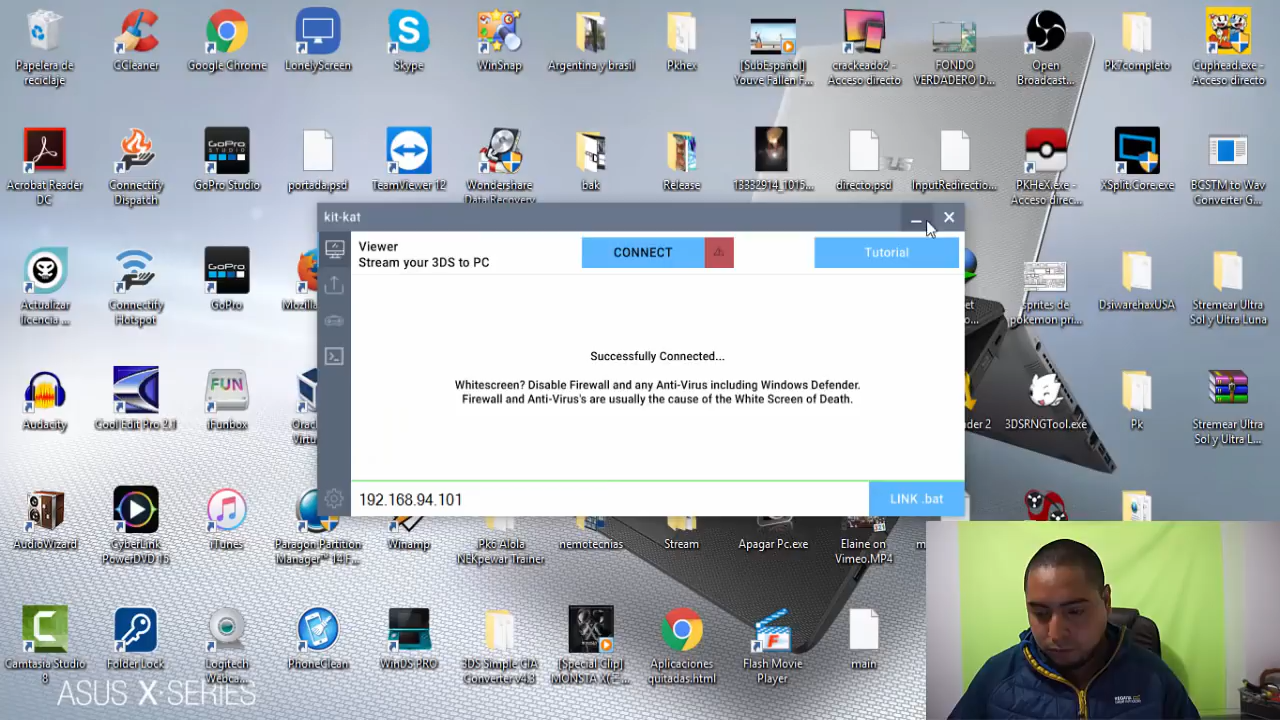 Papelera de
reciclaje
CCleaner
Google Chrome
LonelyScreen
Skype
WinSnap
Argentina y brasil
Pkhex
[SubEspañol]
Youve Fallen F...
crackeado2 -
Acceso directo
FONDO
VERDADERO D...
Open
Broadcast...
Pk7completo
Cuphead.exe -
Acceso directo
Acrobat Reader
DC
Connectify
Dispatch
GoPro Studio
portada.psd
TeamViewer 12
Wondershare
Data Recovery
bak
Release
13332914_1015...
directo.psd
InputRedirectio...
PKHeX.exe -
Acceso direc...
XSplit.Core.exe
BCSTM to Wav
Converter G...
kit-kat
Viewer
Stream your 3DS to PC
CONNECT
Tutorial
Successfully Connected...
Whitescreen? Disable Firewall and any Anti-Virus including Windows Defender.
Firewall and Anti-Virus's are usually the cause of the White Screen of Death.
192.168.94.101
LINK .bat
Actualizar
licencia ...
Connectify
Hotspot
GoPro
sprites de
pokemon pri...
DsiwarehaxUSA
Stremear Ultra
Sol y Ultra Luna
Audacity
Cool Edit Pro 2.1
FUN
iFunbox
3DSRNGTool.exe
Pk
Stremear Ultra
Sol y Ultra L...
AudioWizard
CyberLink
PowerDVD 15
iTunes
Paragon Partition
Manager™ 14 F...
Winamp
Pk6 Alola
NEkpewar Trainer
nemotecnias
Stream
Apagar Pc.exe
Elaine on
Vimeo.MP4
Camtasia Studio
8
Folder Lock
Logitech
Webca...
PhoneClean
WinDS PRO
3DS Simple CIA
Converter v4.3
[Special Clip]
MONSTA X(...
Aplicaciones
quitadas.html
Flash Movie
Player
main
ASUS X-SERIES